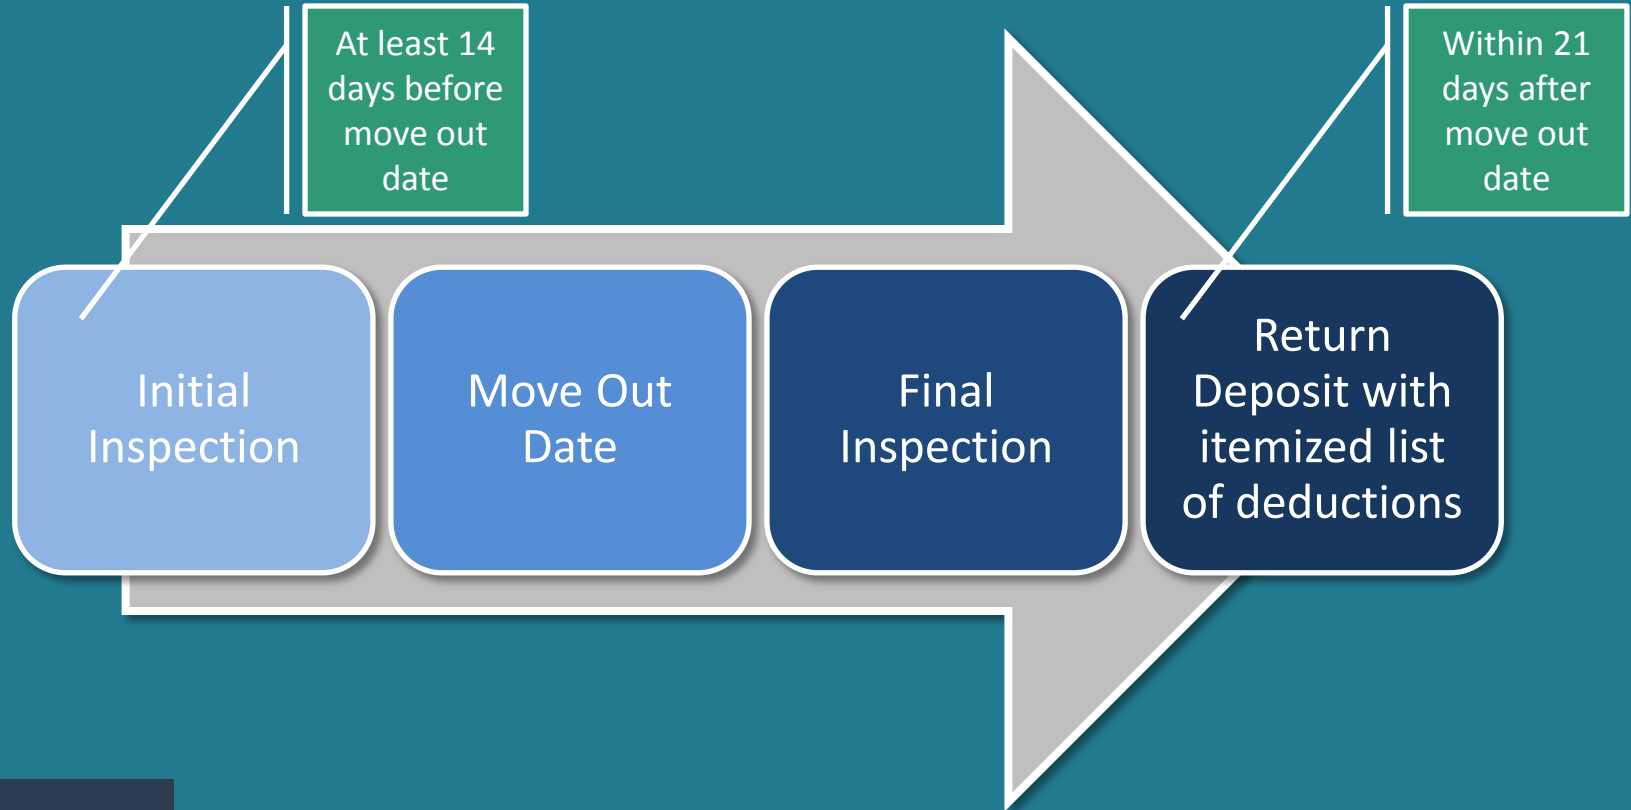 At least 14
days before
move out
date
Within 21
days after
move out
date
Initial
Inspection
Move Out
Date
Final
Inspection
Return
Deposit with
itemized list
of deductions